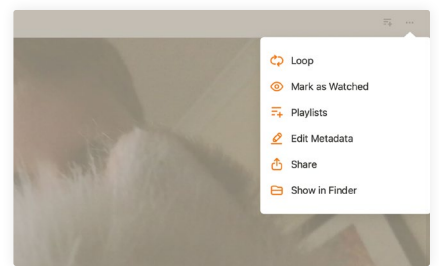 Loop
Mark as Watched
Playlists
Edit Metadata
Share
Show in Finder